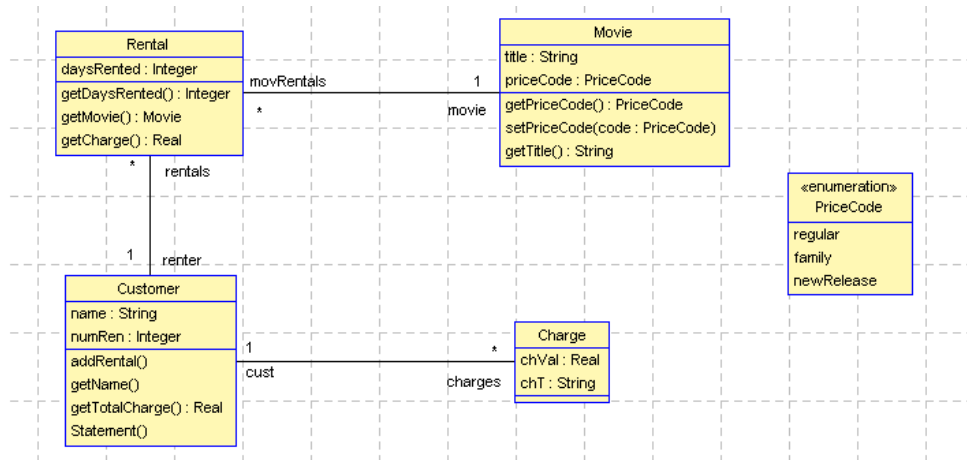 Rental
daysRented : Integer
getDaysRented() : Integer
getMovie() : Movie
getCharge() : Real
movRentals
*
1
movie
Movie
title : String
priceCode : PriceCode
getPriceCode() : PriceCode
setPriceCode(code : PriceCode)
getTitle() : String
«enumeration»
PriceCode
regular
family
newRelease
*
rentals
1
renter
Customer
name : String
numRen : Integer
addRental()
getName()
getTotalCharge() : Real
Statement()
1
cust
*
charges
Charge
chVal : Real
chT : String